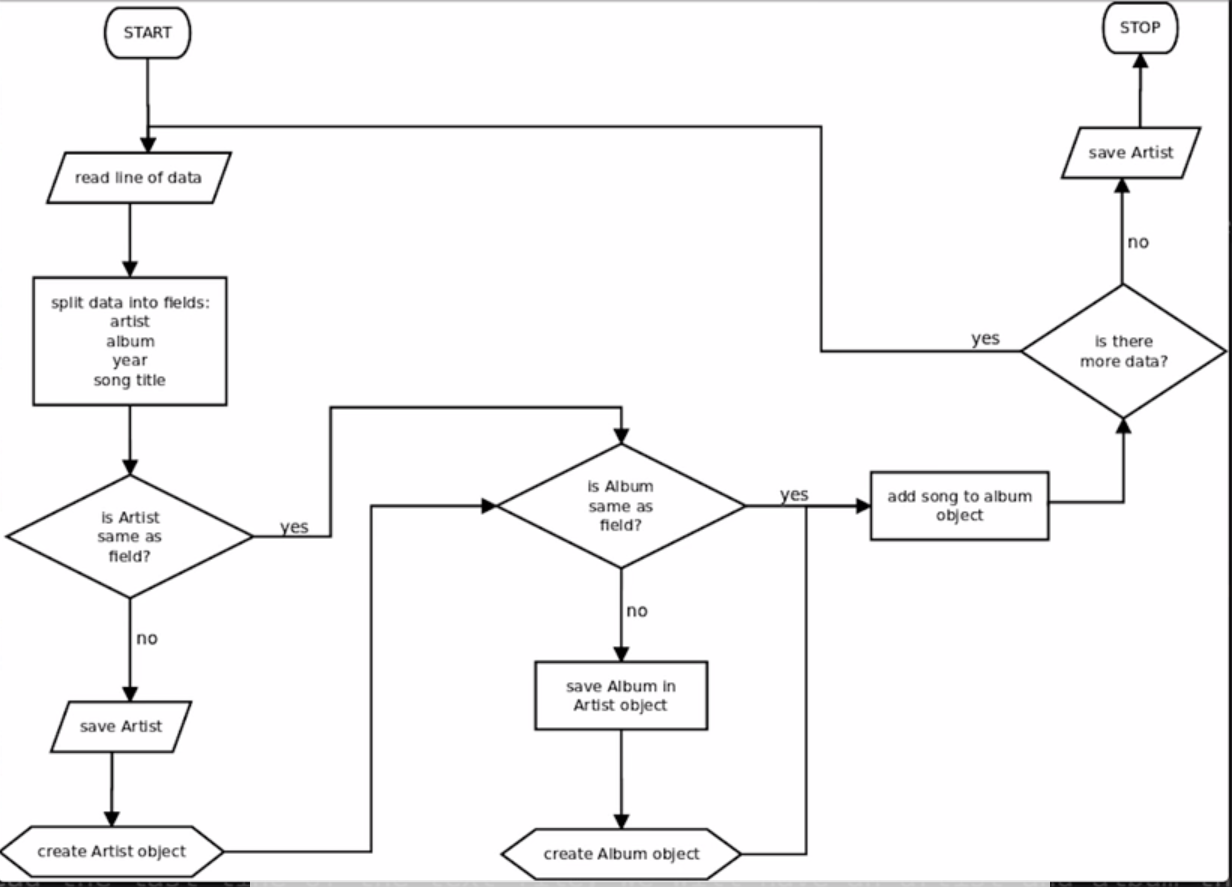 START
read line of data
split data into fields:
artist
album
year
song title
is Artist
same as
field?
yes
no
save Artist
create Artist object
is Album
same as
field?
yes
no
save Album in
Artist object
create Album object
add song to album
object
is there
more data?
yes
no
save Artist
STOP